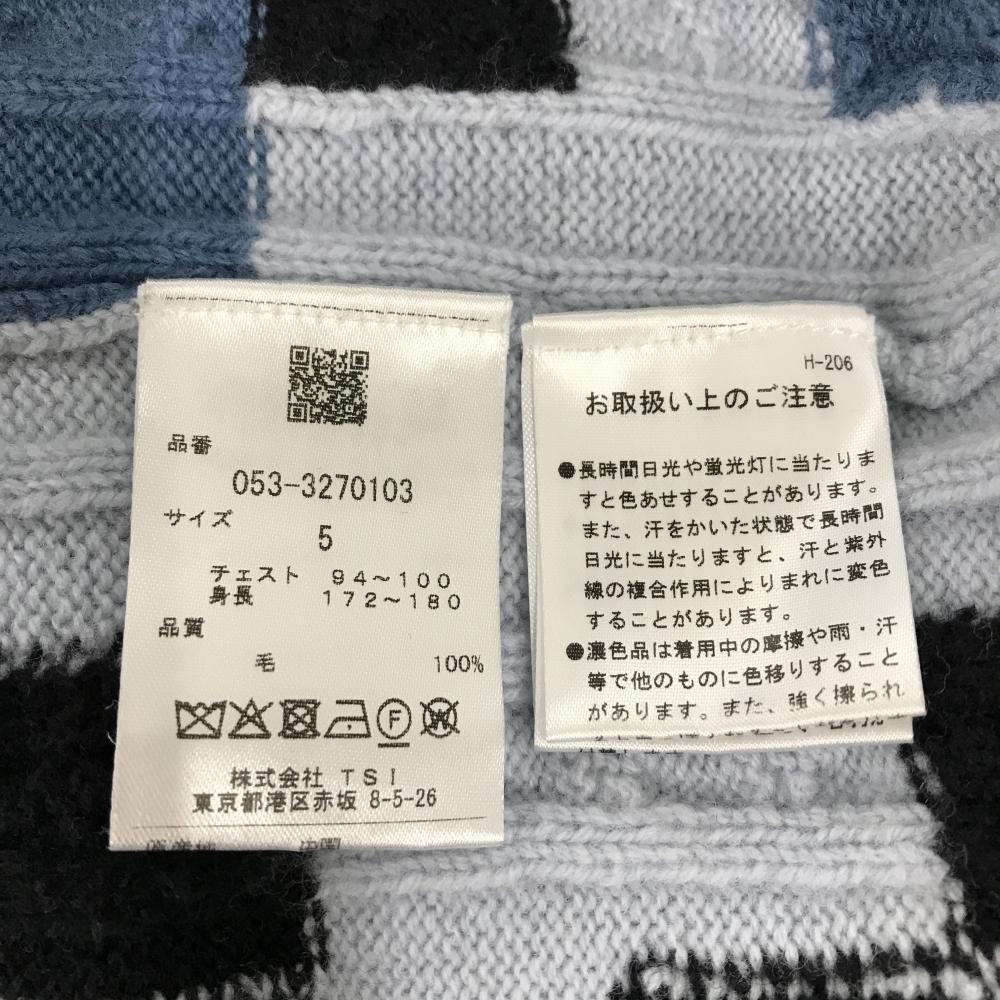 品番
053-3270103
サイズ
5
チェスト 94～100
身長 172～180
品質
毛 100%
F
W
株式会社 TSI
東京都港区赤坂 8-5-26
H-206
お取扱い上のご注意
●長時間日光や蛍光灯に当たりま
すと色あせすることがあります。
また、汗をかいた状態で長時間
日光に当たりますと、汗と紫外
線の複合作用によりまれに変色
することがあります。
●濃色品は着用中の摩擦や雨・汗
等で他のものに色移りすること
があります。また、強く擦られ